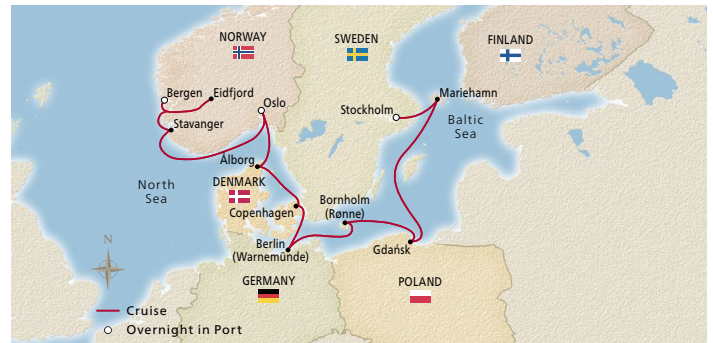 NORWAY
SWEDEN
FINLAND
Bergen
Eidfjord
Oslo
Stavanger
Stockholm
Mariehamn
Baltic
Sea
North
Sea
Ålborg
DENMARK
Copenhagen
Bornholm
(Rønne)
Berlin
(Warnemünde)
Gdańsk
GERMANY
POLAND
N
Cruise
Overnight in Port